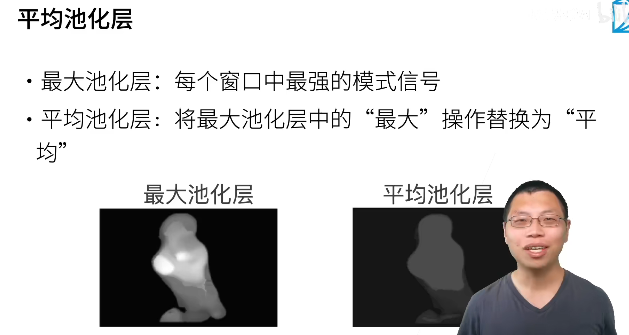 平均池化层
• 最大池化层：每个窗口中最强的模式信号
• 平均池化层：将最大池化层中的“最大”操作替换为“平
均”
最大池化层
平均池化层